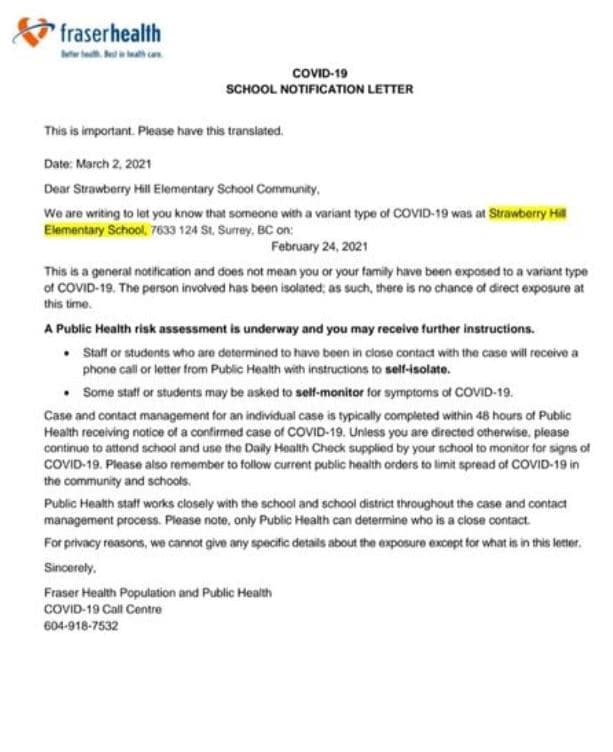 fraserhealth
Better health. Best in health care.
COVID-19
SCHOOL NOTIFICATION LETTER
This is important. Please have this translated.
Date: March 2, 2021
Dear Strawberry Hill Elementary School Community,
We are writing to let you know that someone with a variant type of COVID-19 was at Strawberry Hill
Elementary School, 7633 124 St, Surrey, BC on:
February 24, 2021
This is a general notification and does not mean you or your family have been exposed to a variant type
of COVID-19. The person involved has been isolated; as such, there is no chance of direct exposure at
this time.
A Public Health risk assessment is underway and you may receive further instructions.
• Staff or students who are determined to have been in close contact with the case will receive a
phone call or letter from Public Health with instructions to self-isolate.
• Some staff or students may be asked to self-monitor for symptoms of COVID-19.
Case and contact management for an individual case is typically completed within 48 hours of Public
Health receiving notice of a confirmed case of COVID-19. Unless you are directed otherwise, please
continue to attend school and use the Daily Health Check supplied by your school to monitor for signs of
COVID-19. Please also remember to follow current public health orders to limit spread of COVID-19 in
the community and schools.
Public Health staff works closely with the school and school district throughout the case and contact
management process. Please note, only Public Health can determine who is a close contact.
For privacy reasons, we cannot give any specific details about the exposure except for what is in this letter.
Sincerely,
Fraser Health Population and Public Health
COVID-19 Call Centre
604-918-7532